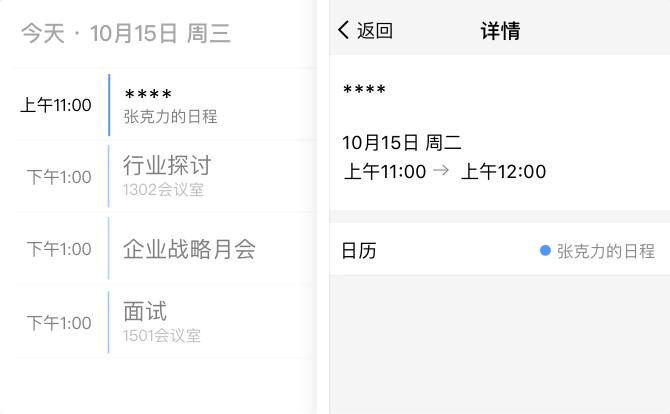 今天 · 10月15日 周三
上午11:00
****
张克力的日程
下午1:00
行业探讨
1302会议室
下午1:00
企业战略月会
下午1:00
面试
1501会议室
返回
详情
****
10月15日 周二
上午11:00 → 上午12:00
日历
张克力的日程